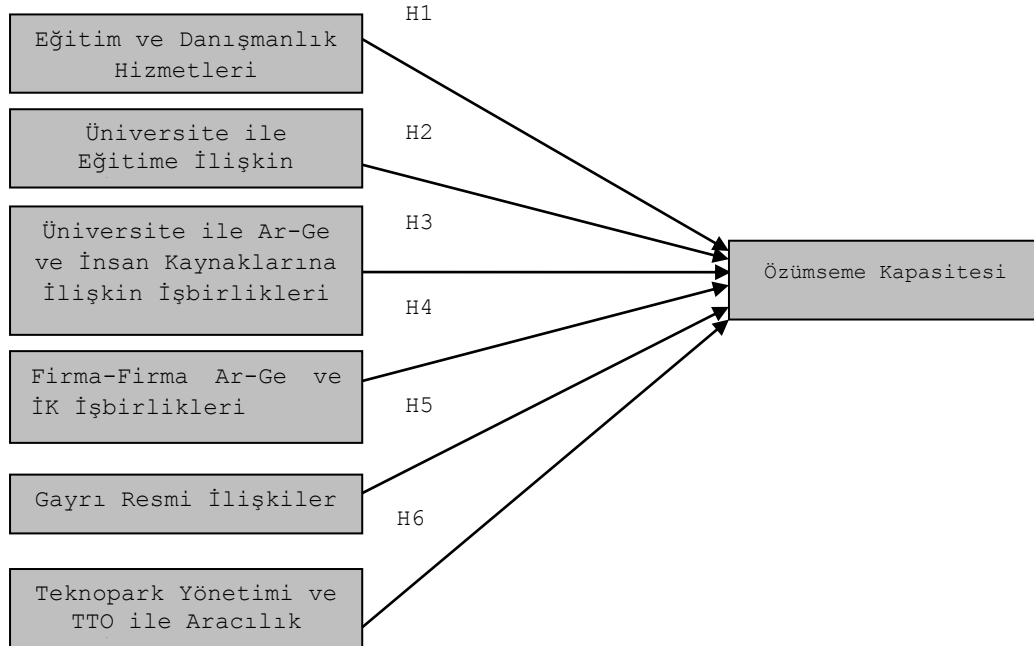 H1
Eğitim ve Danışmanlık
Hizmetleri
H2
Üniversite ile
Eğitime İlişkin
H3
Üniversite ile Ar-Ge
ve İnsan Kaynaklarına
İlişkin İşbirlikleri
Özümseme Kapasitesi
H4
Firma-Firma Ar-Ge ve
İK İşbirlikleri
H5
Gayrı Resmi İlişkiler
H6
Teknopark Yönetimi ve
TTO ile Aracılık